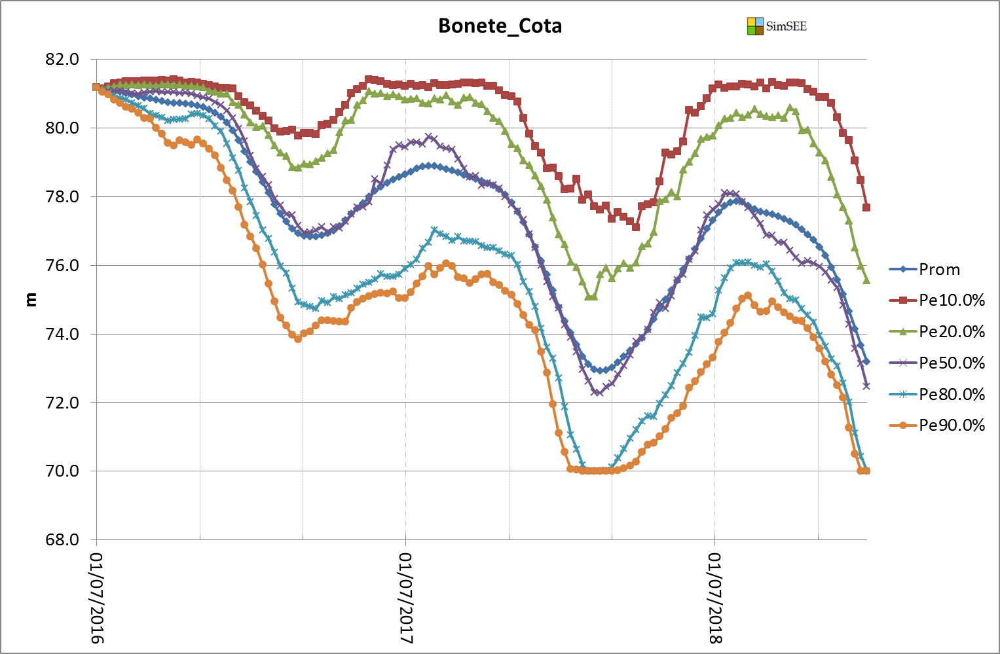 Bonete_Cota
SimSEE
82.0
80.0
78.0
76.0
74.0
72.0
70.0
68.0
m
01/07/2016
01/07/2017
01/07/2018
Prom
Pe10.0%
Pe20.0%
Pe50.0%
Pe80.0%
Pe90.0%